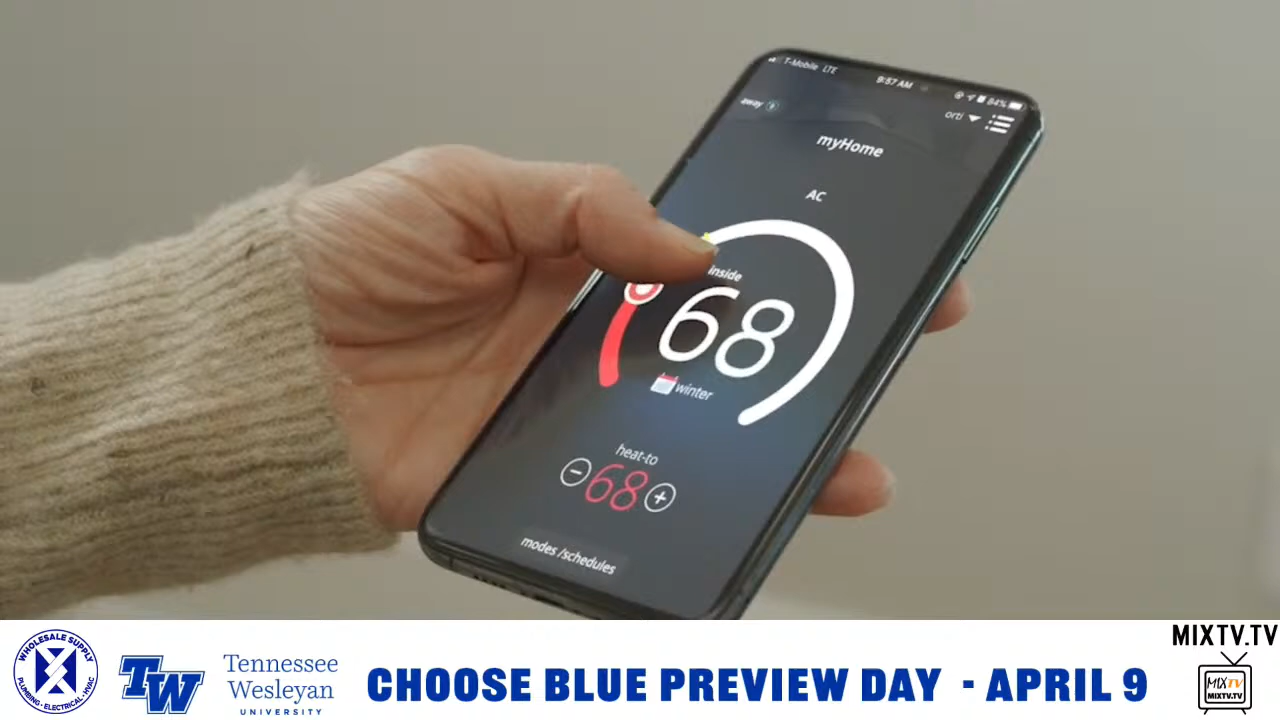 T-Mobile LTE
9:57 AM
84%
away
orti
myHome
AC
inside
68
winter
heat-to
68
modes /schedules
WHOLESALE SUPPLY
PLUMBING - ELECTRICAL - HVAC
TW
Tennessee
Wesleyan
UNIVERSITY
CHOOSE BLUE PREVIEW DAY - APRIL 9
MIXTV.TV
MIXTV
MIXTV.TV